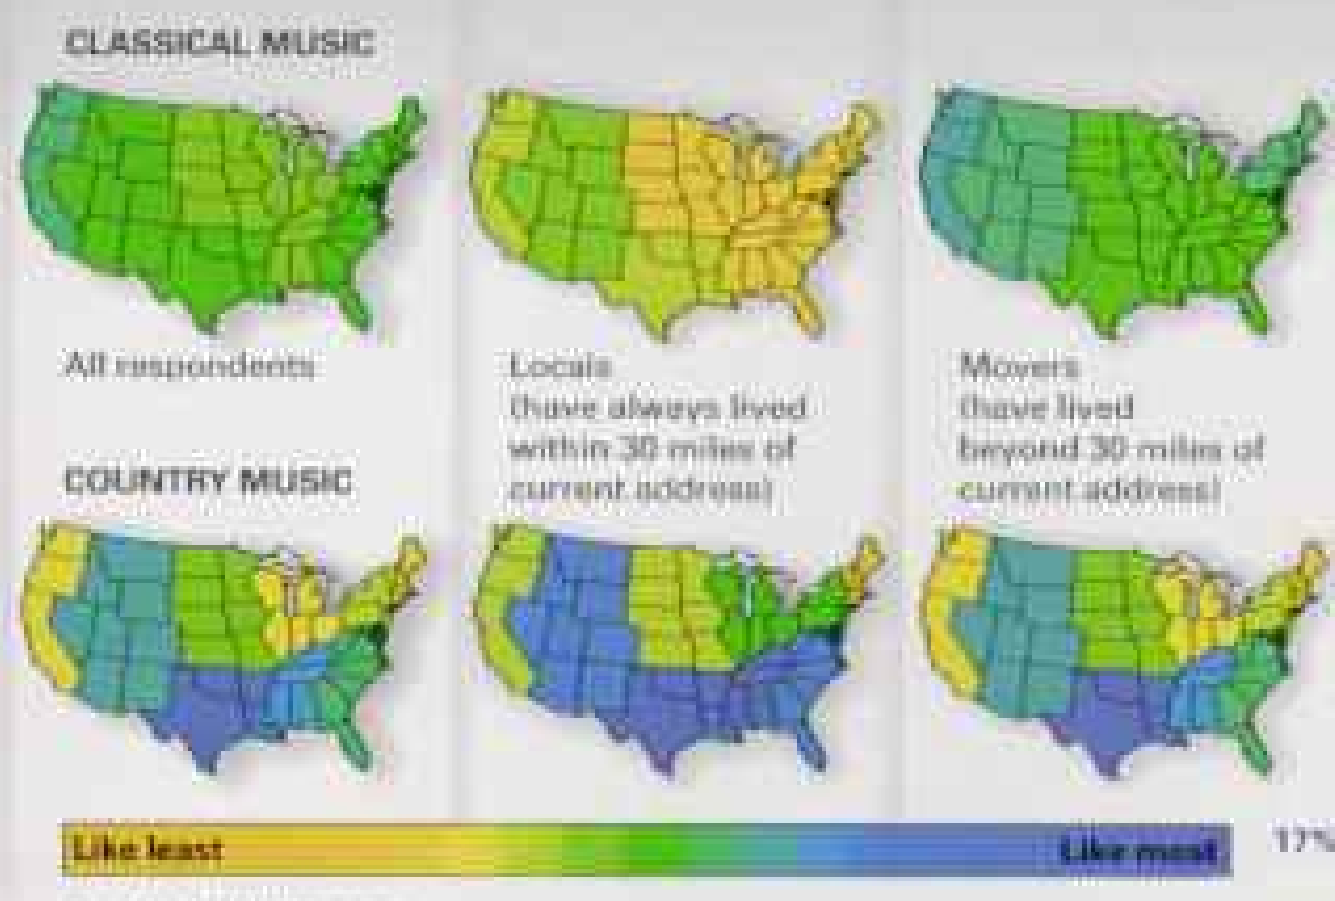 CLASSICAL MUSIC
All respondents
Locals
(have always lived
within 30 miles of
current address)
Movers
(have lived
beyond 30 miles of
current address)
COUNTRY MUSIC
Like least
Like most
17%